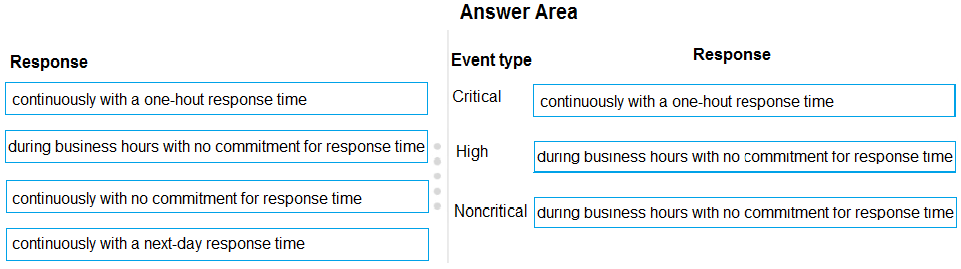 Answer Area
Response
continuously with a one-hout response time
during business hours with no commitment for response time
continuously with no commitment for response time
continuously with a next-day response time
Event type
Response
Critical
continuously with a one-hout response time
High
during business hours with no commitment for response time
Noncritical
during business hours with no commitment for response time